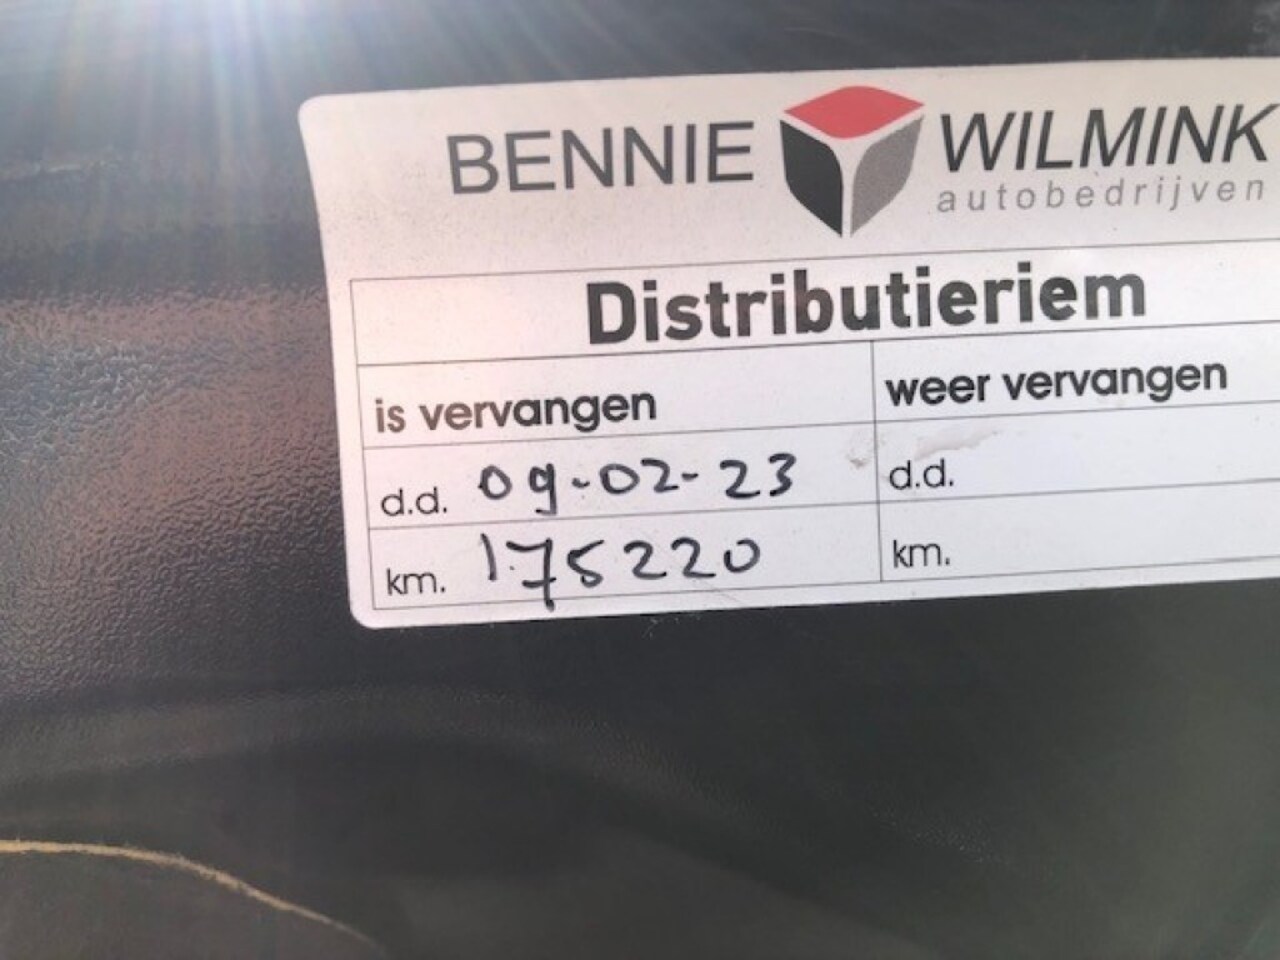 BENNIE WILMINK
autobedrijven
Distributieriem
is vervangen weer vervangen
d.d. 09-02-23 d.d.
km. 175220 km.